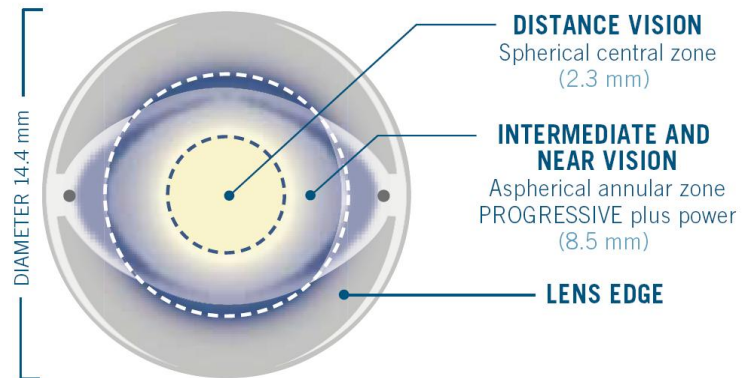 DIAMETER 14.4 mm
DISTANCE VISION
Spherical central zone
(2.3 mm)
INTERMEDIATE AND
NEAR VISION
Aspherical annular zone
PROGRESSIVE plus power
(8.5 mm)
LENS EDGE